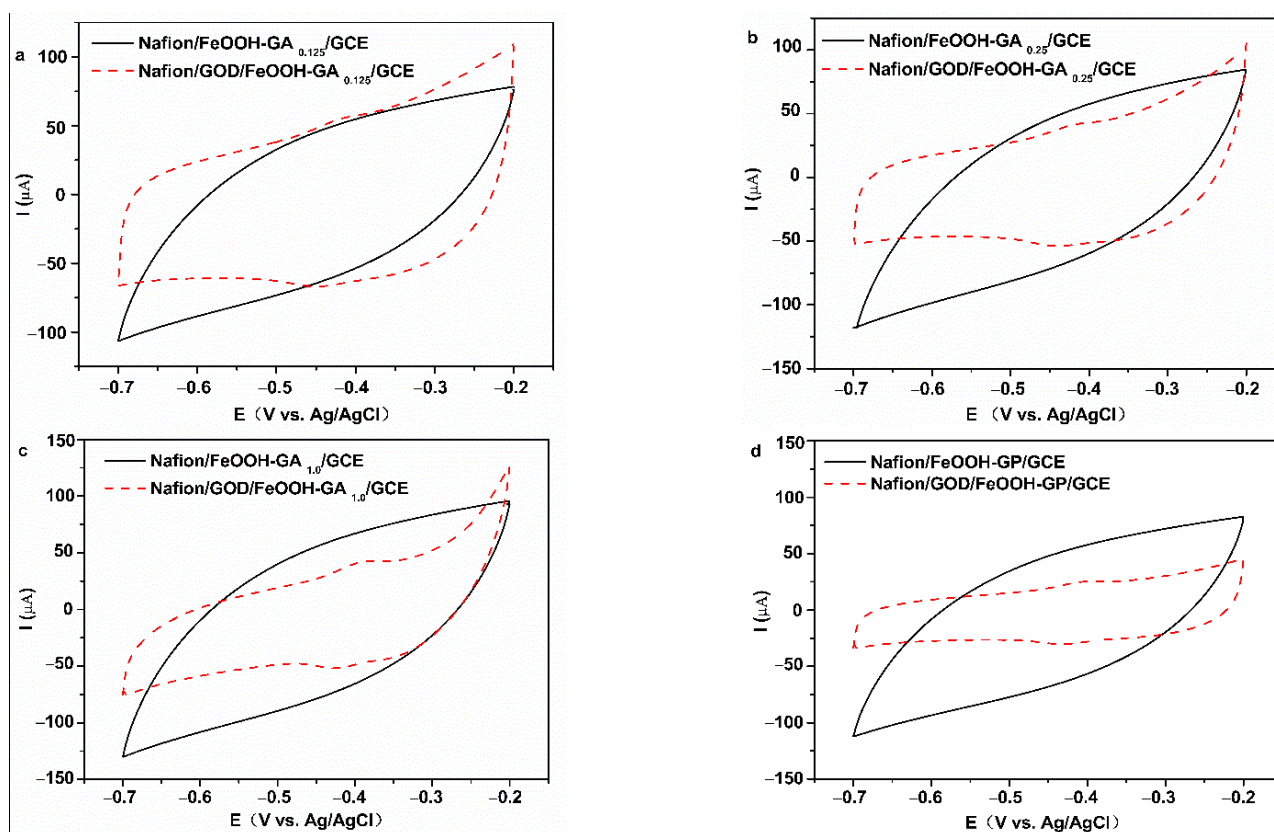 a
Nafion/FeOOH-GA 0.125/GCE
Nafion/GOD/FeOOH-GA 0.125/GCE
I (μA)
100
50
0
−50
−100
−0.7 −0.6 −0.5 −0.4 −0.3 −0.2
E (V vs. Ag/AgCl)
b
Nafion/FeOOH-GA 0.25/GCE
Nafion/GOD/FeOOH-GA 0.25/GCE
I (μA)
100
50
0
−50
−100
−150
−0.7 −0.6 −0.5 −0.4 −0.3 −0.2
E (V vs. Ag/AgCl)
c
Nafion/FeOOH-GA 1.0/GCE
Nafion/GOD/FeOOH-GA 1.0/GCE
I (μA)
150
100
50
0
−50
−100
−150
−0.7 −0.6 −0.5 −0.4 −0.3 −0.2
E (V vs. Ag/AgCl)
d
Nafion/FeOOH-GP/GCE
Nafion/GOD/FeOOH-GP/GCE
I (μA)
150
100
50
0
−50
−100
−150
−0.7 −0.6 −0.5 −0.4 −0.3 −0.2
E (V vs. Ag/AgCl)